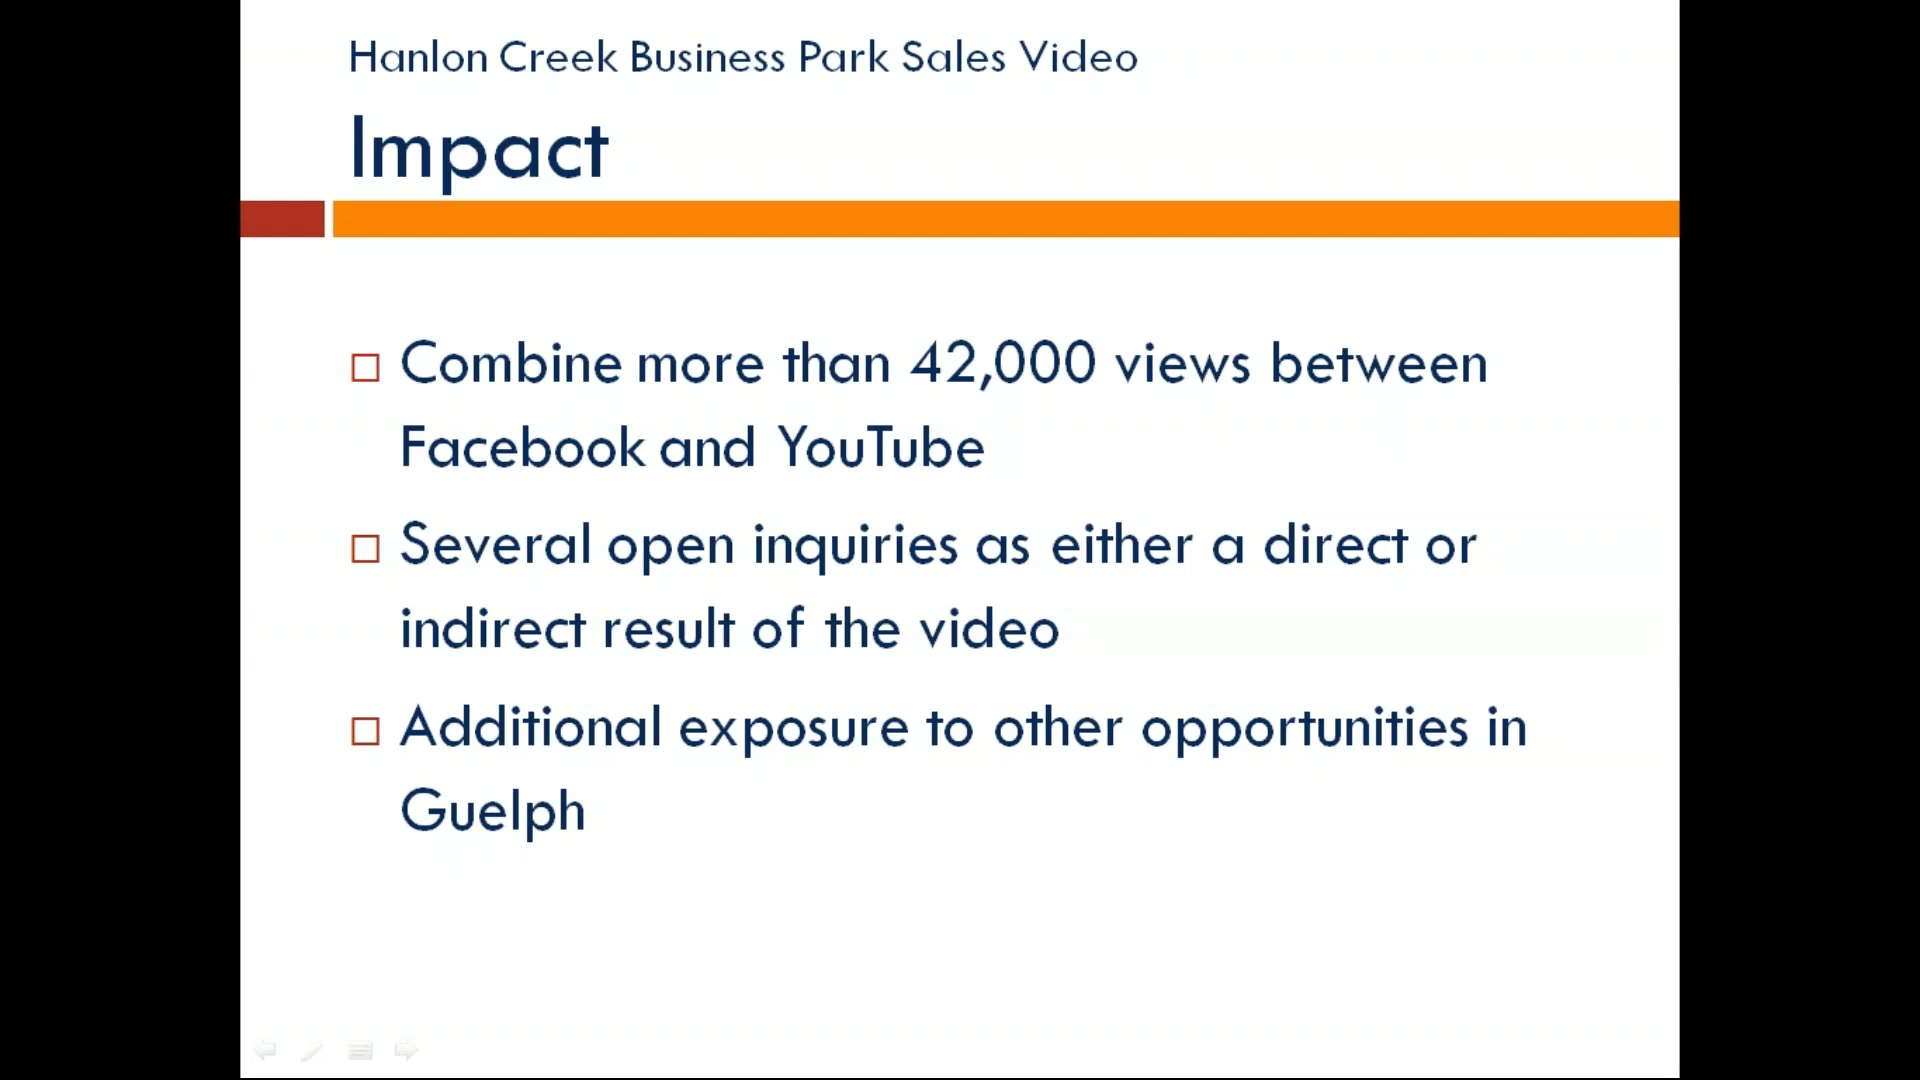 Hanlon Creek Business Park Sales Video
Impact
Combine more than 42,000 views between
Facebook and YouTube
Several open inquiries as either a direct or
indirect result of the video
Additional exposure to other opportunities in
Guelph